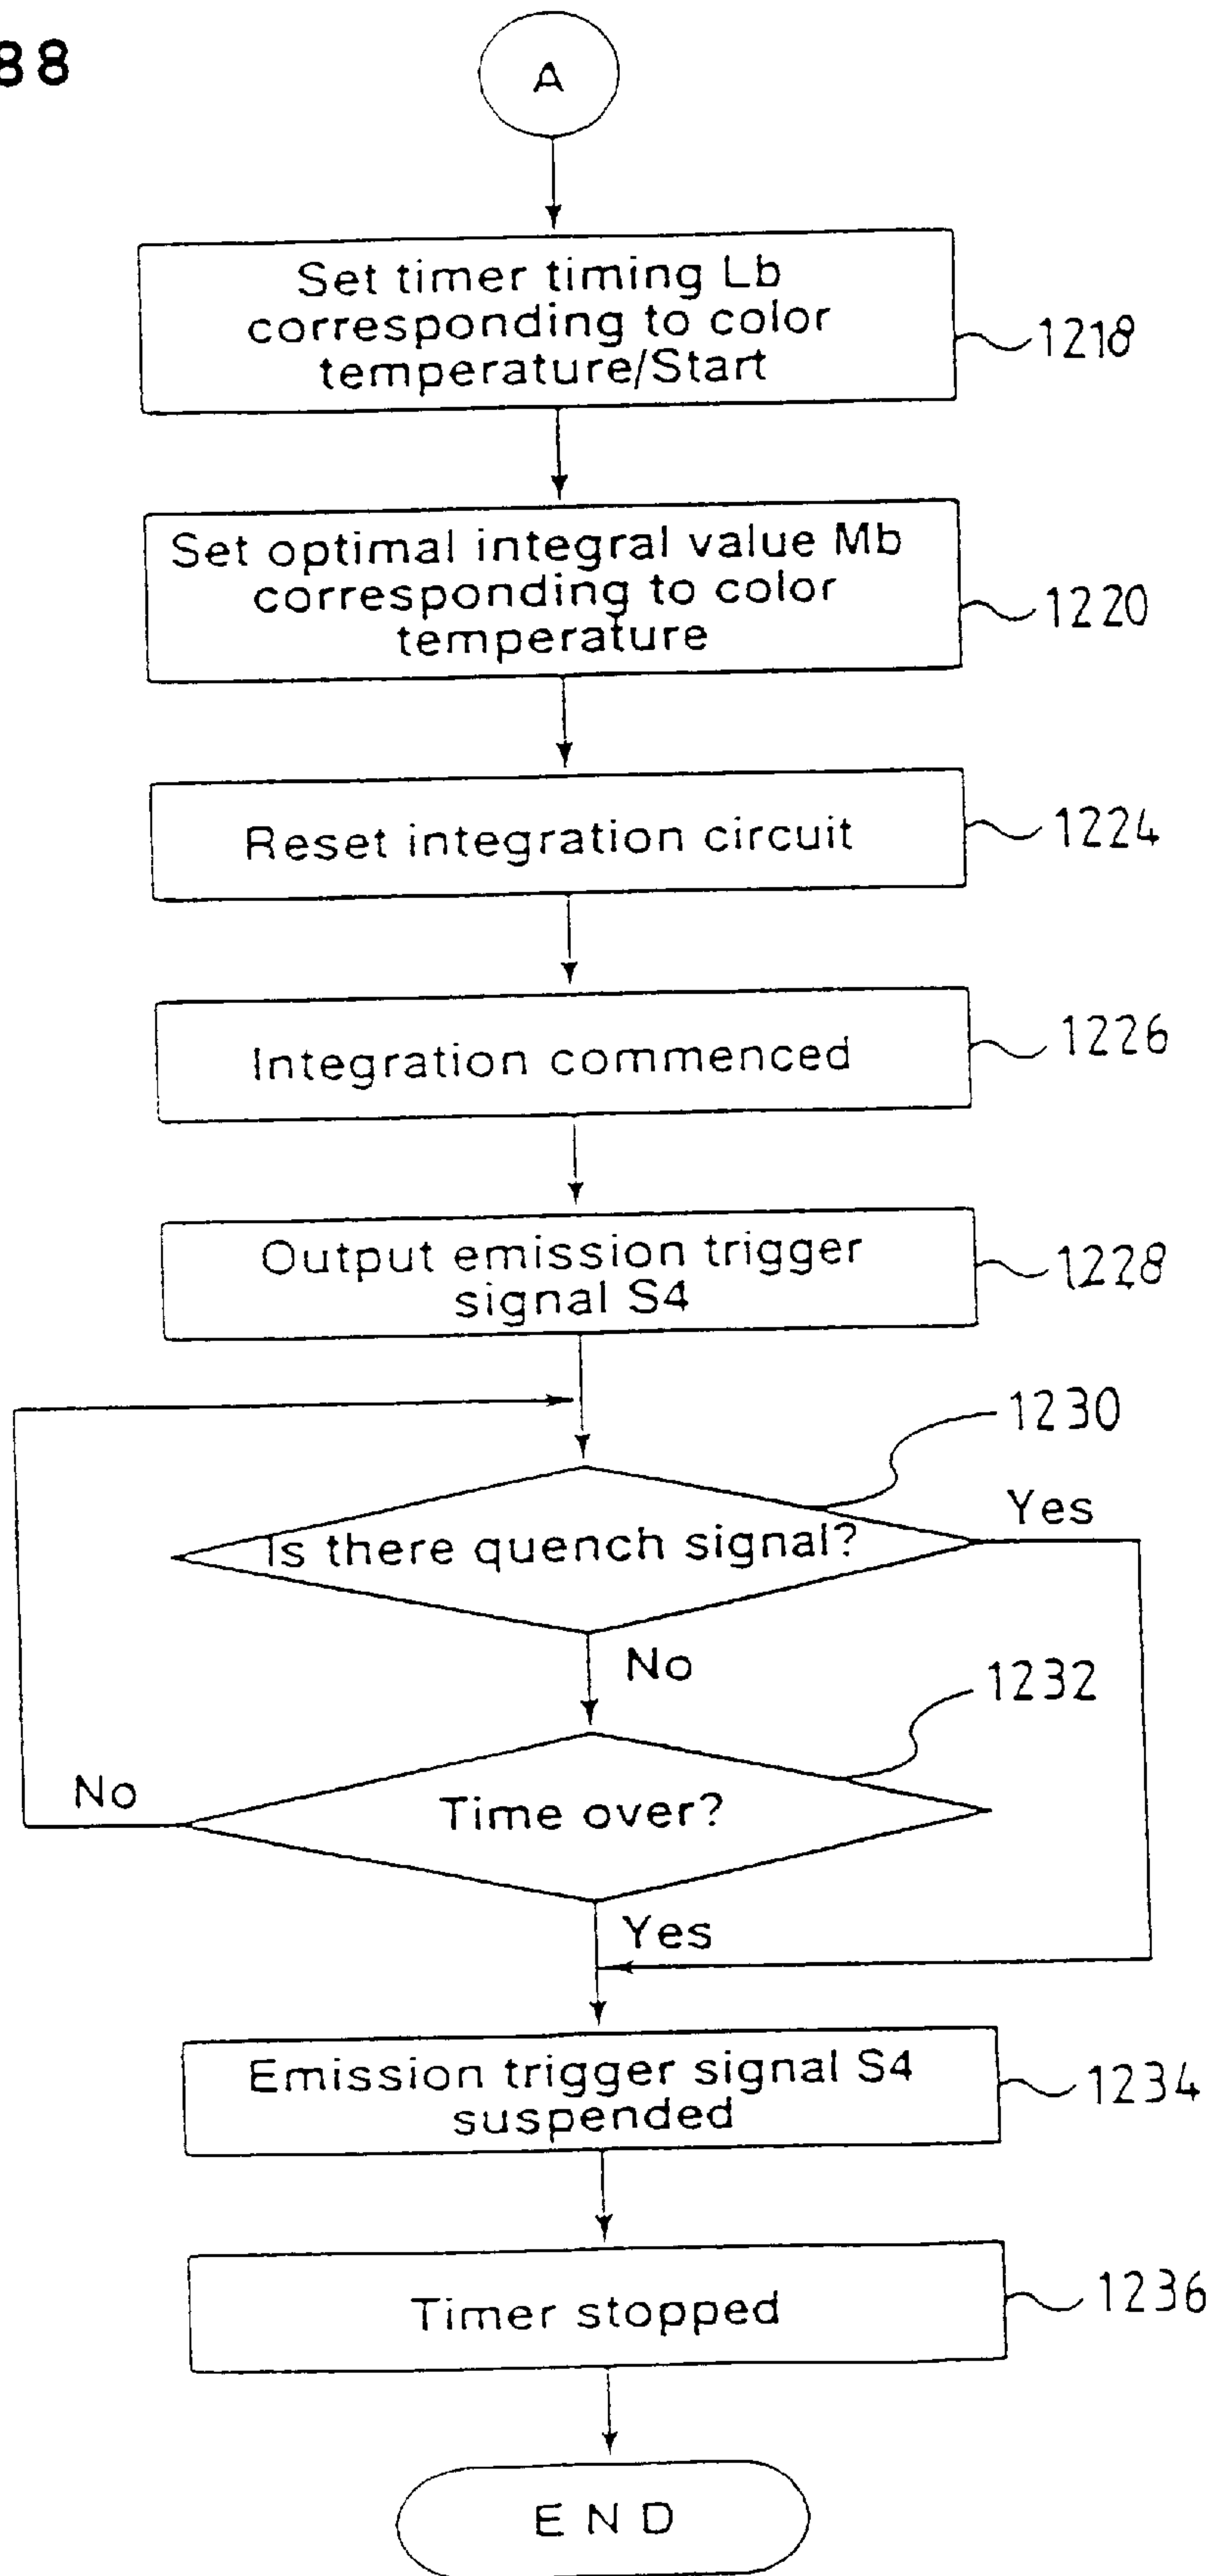 88
A
Set timer timing Lb
corresponding to color
temperature/Start
1218
Set optimal integral value Mb
corresponding to color
temperature
1220
Reset integration circuit
1224
Integration commenced
1226
Output emission trigger
signal S4
1228
1230
Is there quench signal?
Yes
No
1232
Time over?
No
Yes
Emission trigger signal S4
suspended
1234
Timer stopped
1236
END